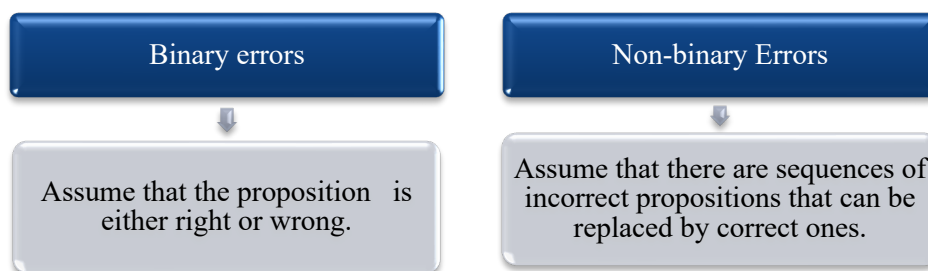 Binary errors
Non-binary Errors
Assume that the proposition is
either right or wrong.
Assume that there are sequences of
incorrect propositions that can be
replaced by correct ones.